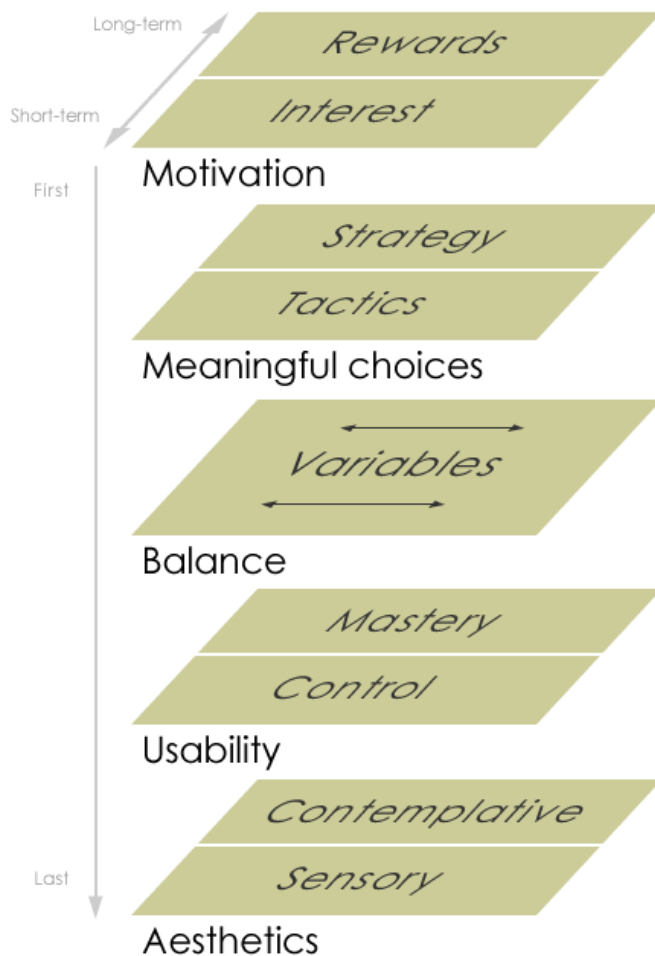 Long-term
Rewards
Short-term
Interest
Motivation
First
Strategy
Tactics
Meaningful choices
Variables
Balance
Mastery
Control
Usability
Contemplative
Last
Sensory
Aesthetics